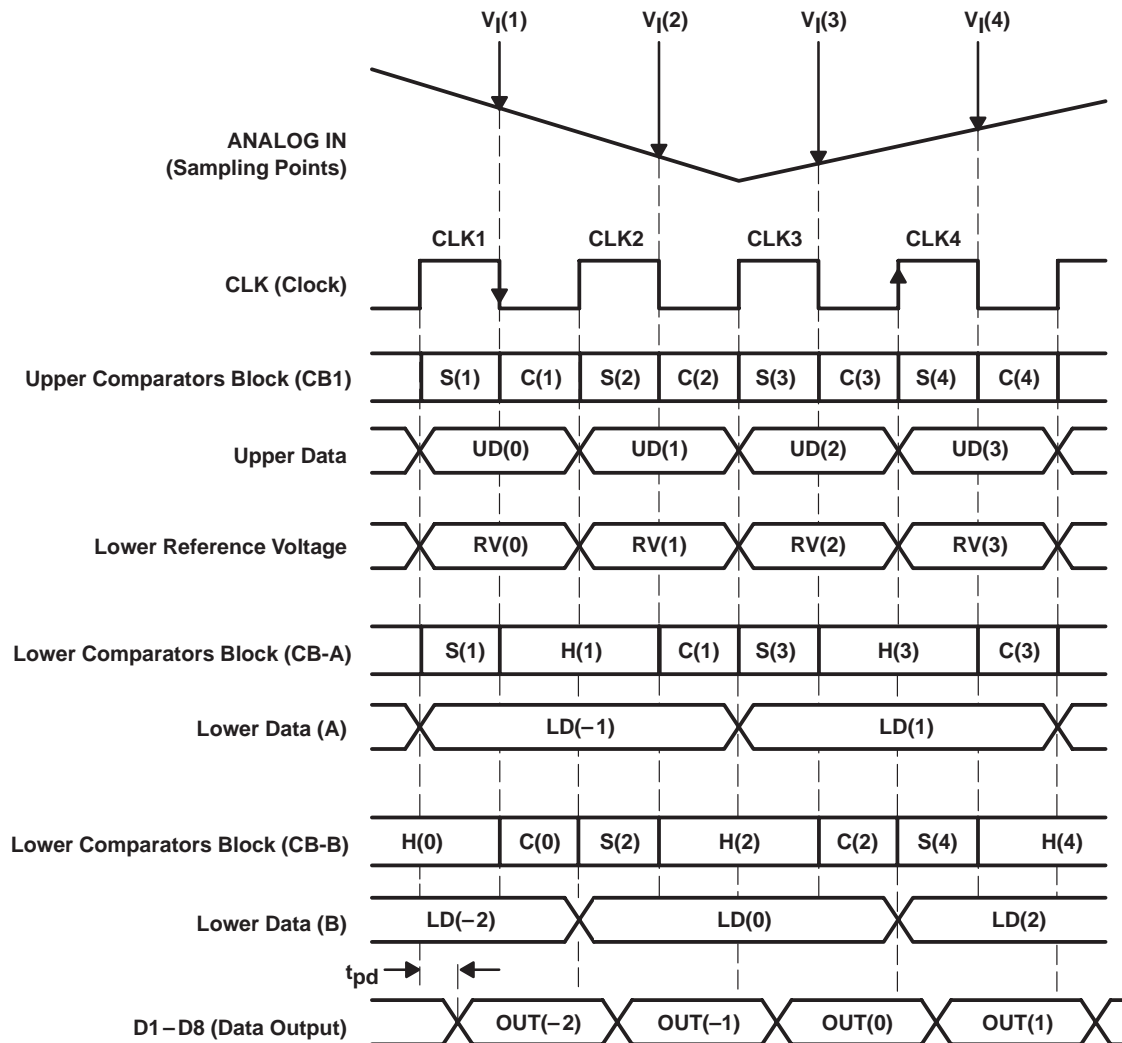 VI(1) VI(2) VI(3) VI(4)
ANALOG IN
(Sampling Points)
CLK1 CLK2 CLK3 CLK4
CLK (Clock)
Upper Comparators Block (CB1) S(1) C(1) S(2) C(2) S(3) C(3) S(4) C(4)
Upper Data UD(0) UD(1) UD(2) UD(3)
Lower Reference Voltage RV(0) RV(1) RV(2) RV(3)
Lower Comparators Block (CB-A) S(1) H(1) C(1) S(3) H(3) C(3)
Lower Data (A) LD(–1) LD(1)
Lower Comparators Block (CB-B) H(0) C(0) S(2) H(2) C(2) S(4) H(4)
Lower Data (B) LD(–2) LD(0) LD(2)
tpd
D1–D8 (Data Output) OUT(–2) OUT(–1) OUT(0) OUT(1)